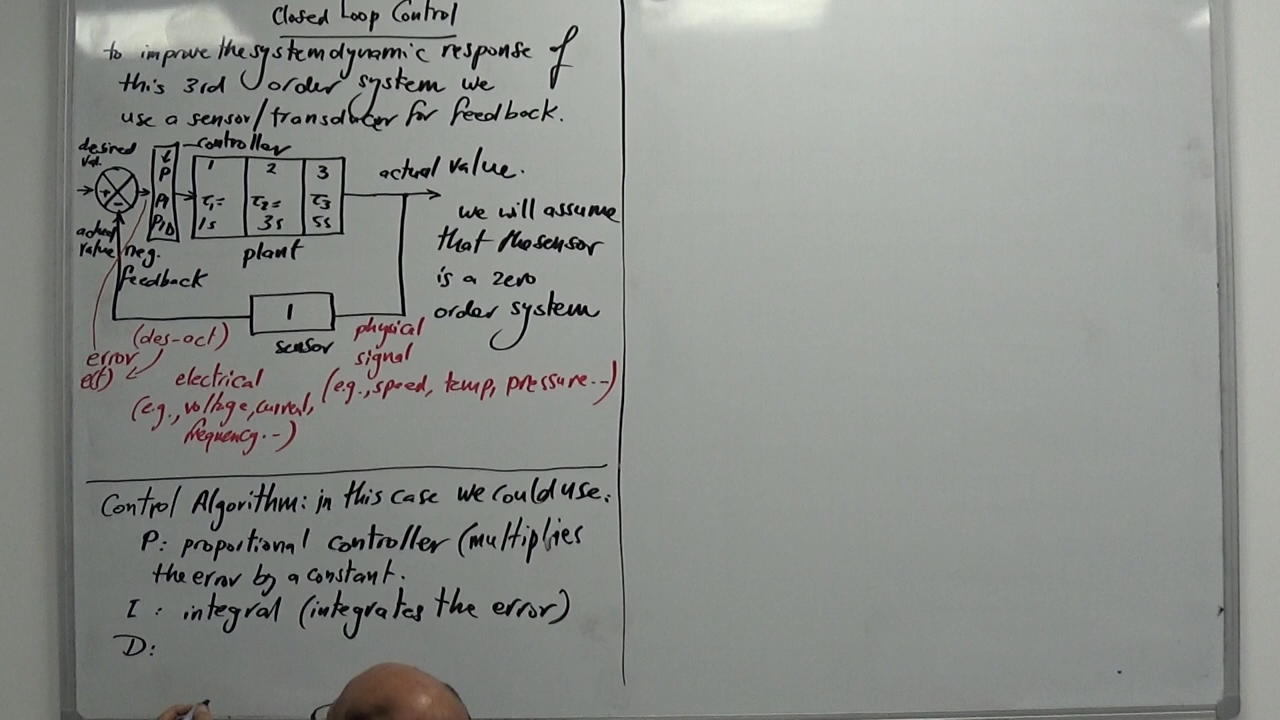 Closed Loop Control
to improve the system dynamic response of
this 3rd order system we
use a sensor/transducer for feedback.
desired
val.
controller
P
PI
PID
1
2
3
τ1=
1s
τ2=
3s
τ3
5s
plant
actual value.
+
-
actual
value
neg.
feedback
we will assume
that the sensor
is a zero
order system
1
sensor
(des-act)
error
e(t)
physical
signal
(e.g., speed, temp, pressure..)
electrical
(e.g., voltage, current,
frequency..)
Control Algorithm: in this case we could use:
P: proportional controller (multiplies
the error by a constant.
I: integral (integrates the error)
D: